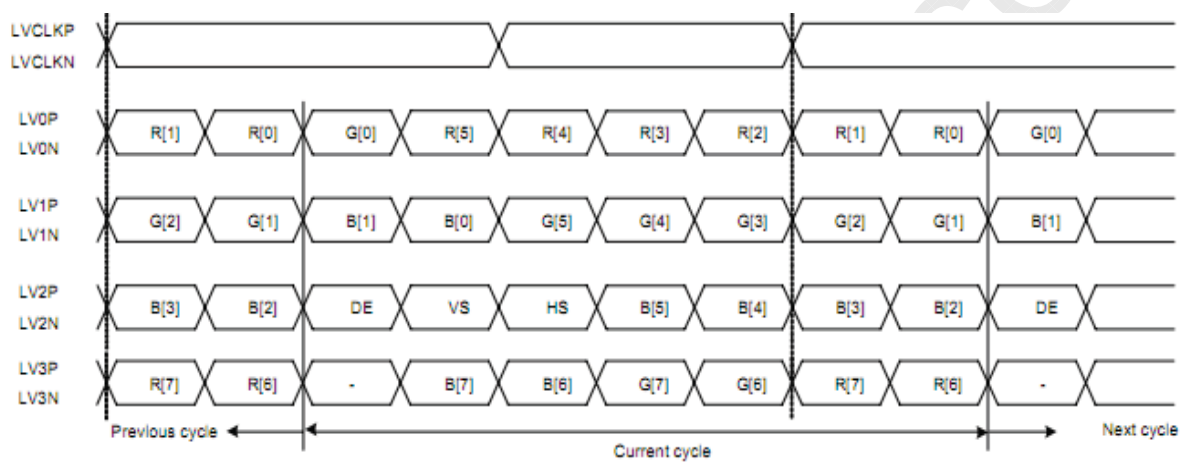 LVCLKP
LVCLKN
LV0P
LV0N
R[1] R[0] G[0] R[5] R[4] R[3] R[2] R[1] R[0] G[0]
LV1P
LV1N
G[2] G[1] B[1] B[0] G[5] G[4] G[3] G[2] G[1] B[1]
LV2P
LV2N
B[3] B[2] DE VS HS B[5] B[4] B[3] B[2] DE
LV3P
LV3N
R[7] R[6] - B[7] B[6] G[7] G[6] R[7] R[6] -
Previous cycle
Current cycle
Next cycle